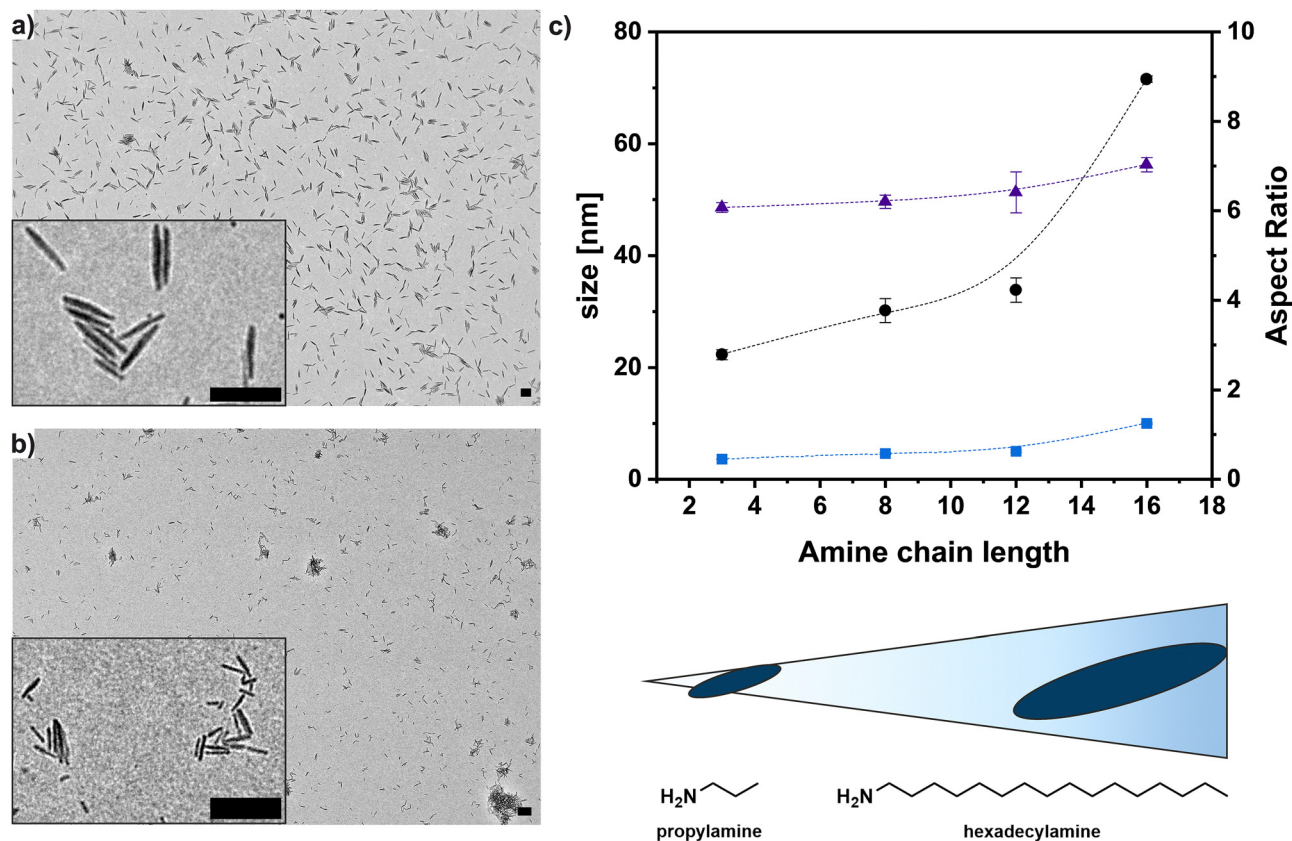 a)
b)
c)
80
60
40
20
0
size [nm]
10
8
6
4
2
0
Aspect Ratio
2 4 6 8 10 12 14 16 18
Amine chain length
H₂N
propylamine
H₂N
hexadecylamine